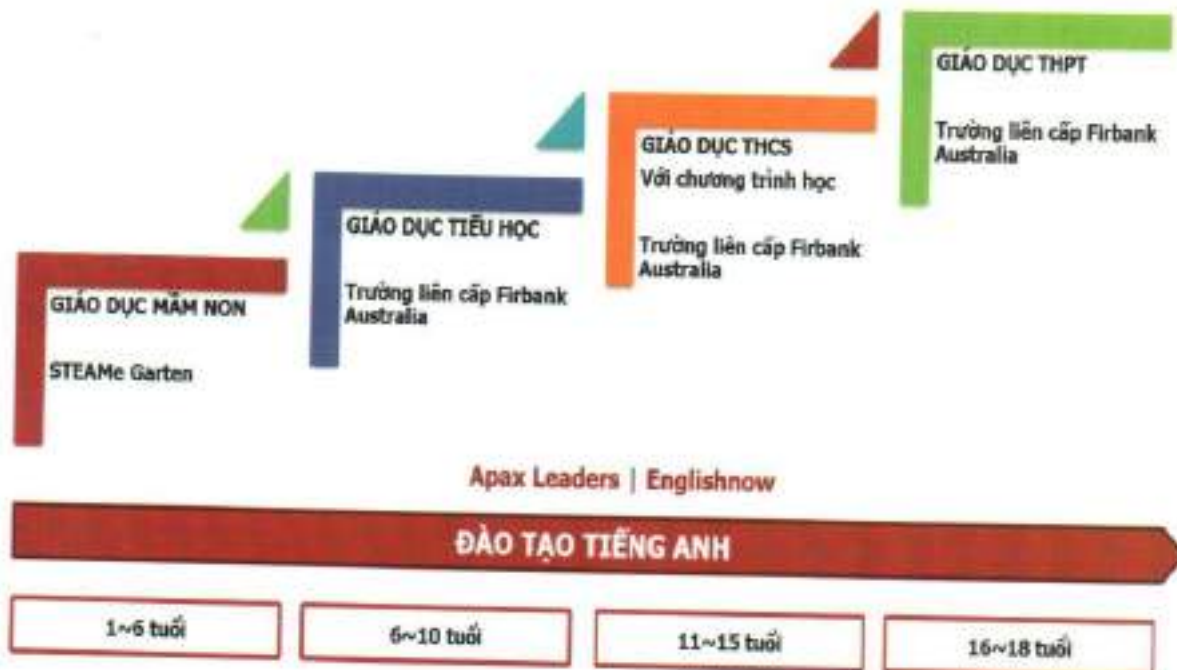 GIÁO DỤC MẦM NON
STEAMe Garten
GIÁO DỤC TIỂU HỌC
Trường liên cấp Firbank
Australia
GIÁO DỤC THCS
Với chương trình học
Trường liên cấp Firbank
Australia
GIÁO DỤC THPT
Trường liên cấp Firbank
Australia
Apax Leaders | Englishnow
ĐÀO TẠO TIẾNG ANH
1~6 tuổi
6~10 tuổi
11~15 tuổi
16~18 tuổi